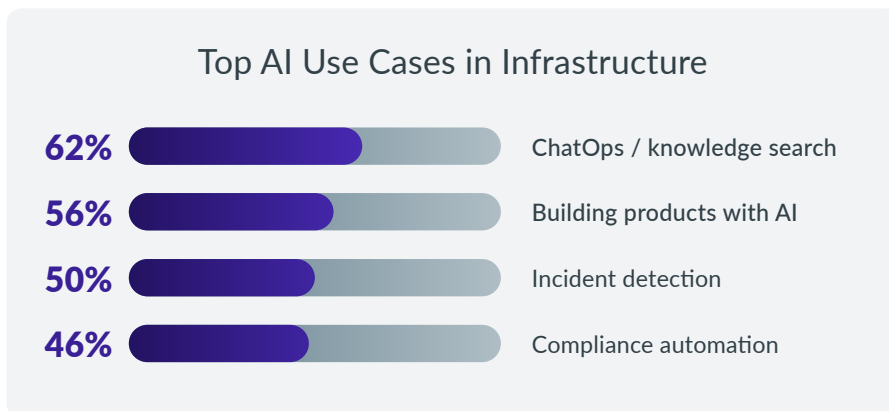 Top AI Use Cases in Infrastructure
62% ChatOps / knowledge search
56% Building products with AI
50% Incident detection
46% Compliance automation